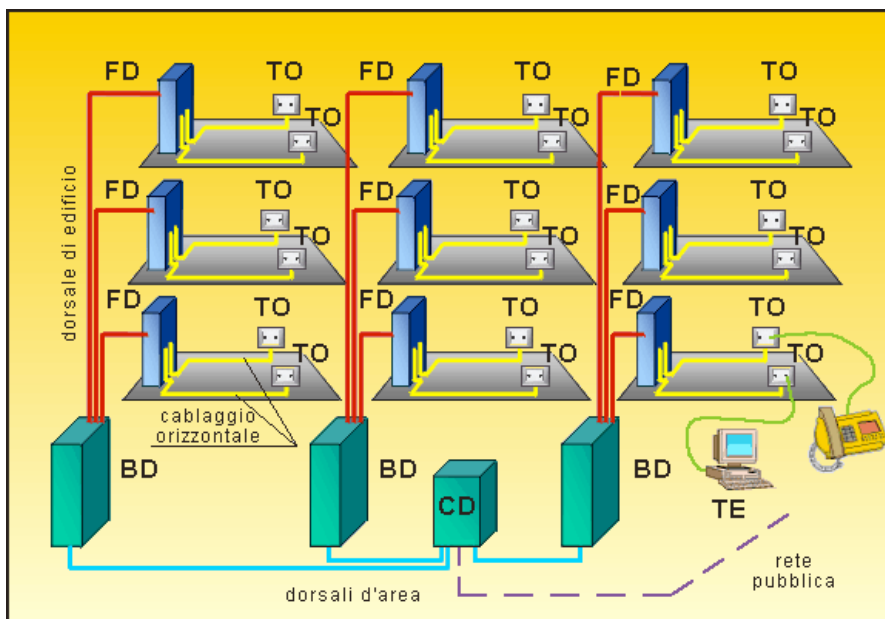 FD TO FD TO FD TO
TO TO TO
dorsale di edificio
FD TO FD TO FD TO
TO TO TO
FD TO FD TO FD TO
TO TO TO
cablaggio
orizzontale
BD BD BD
CD
TE
rete
pubblica
dorsali d'area